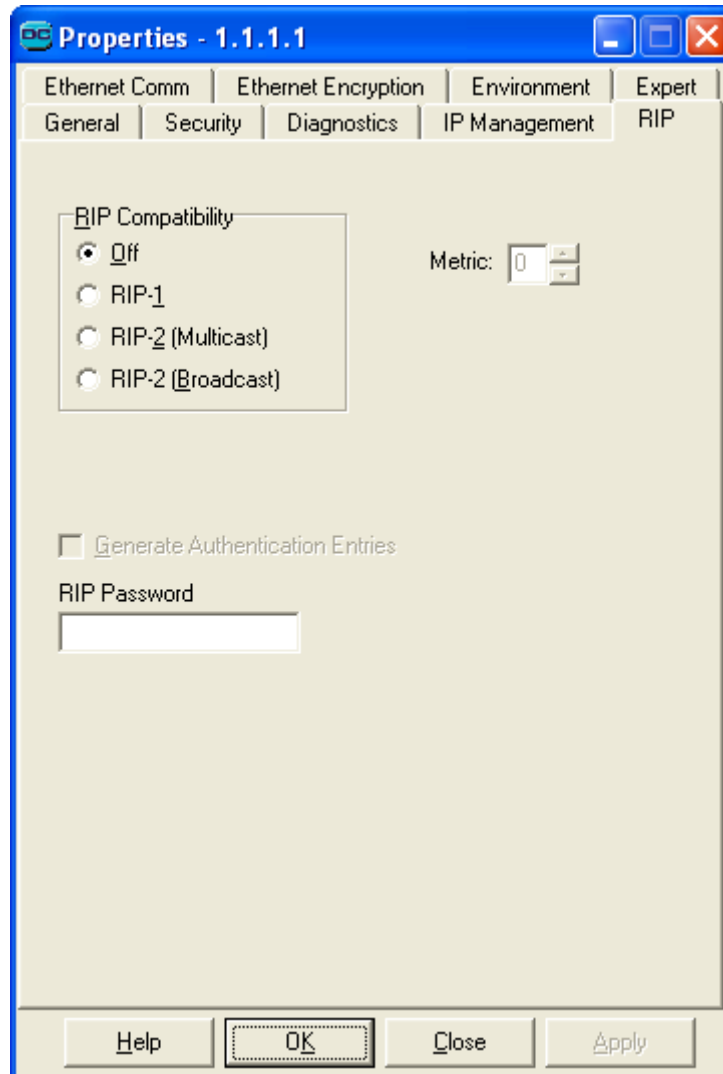 DC Properties - 1.1.1.1
Ethernet Comm Ethernet Encryption Environment Expert
General Security Diagnostics IP Management RIP
RIP Compatibility
Off
RIP-1
RIP-2 (Multicast)
RIP-2 (Broadcast)
Metric: 0
Generate Authentication Entries
RIP Password
Help OK Close Apply